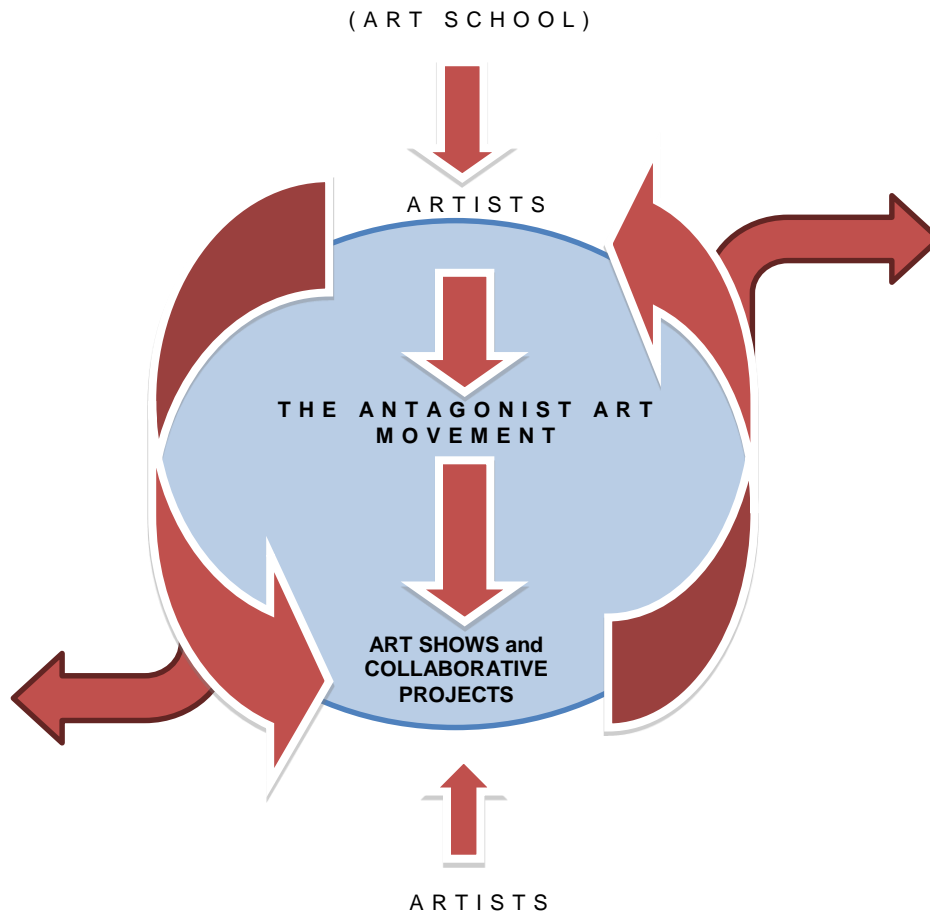 (ART SCHOOL)
ARTISTS
THE ANTAGONIST ART
MOVEMENT
ART SHOWS and
COLLABORATIVE
PROJECTS
ARTISTS